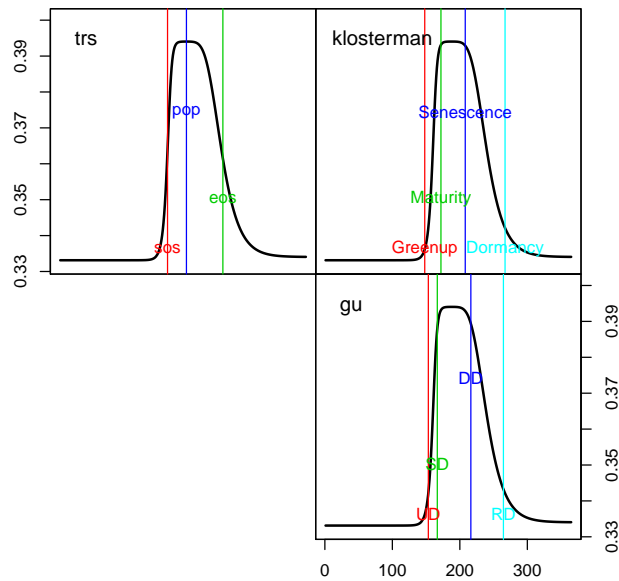 trs
klosterman
0.39
0.37
0.35
0.33
pop
Senescence
eos
Maturity
sos
Greenup
Dormancy
gu
0.39
0.37
0.35
0.33
DD
SD
UD
RD
0
100
200
300